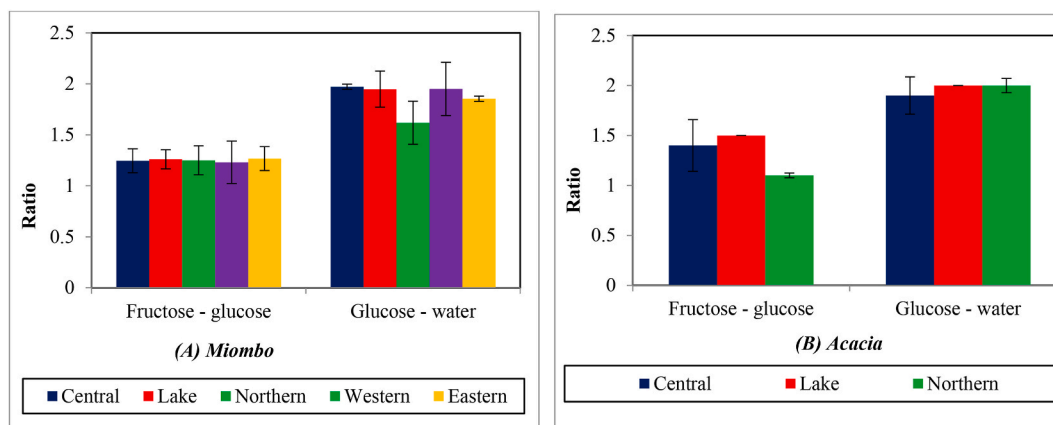 2.5
2
1.5
1
0.5
0
Ratio
Fructose - glucose
Glucose - water
(A) Miombo
Central
Lake
Northern
Western
Eastern
2.5
2
1.5
1
0.5
0
Ratio
Fructose - glucose
Glucose - water
(B) Acacia
Central
Lake
Northern